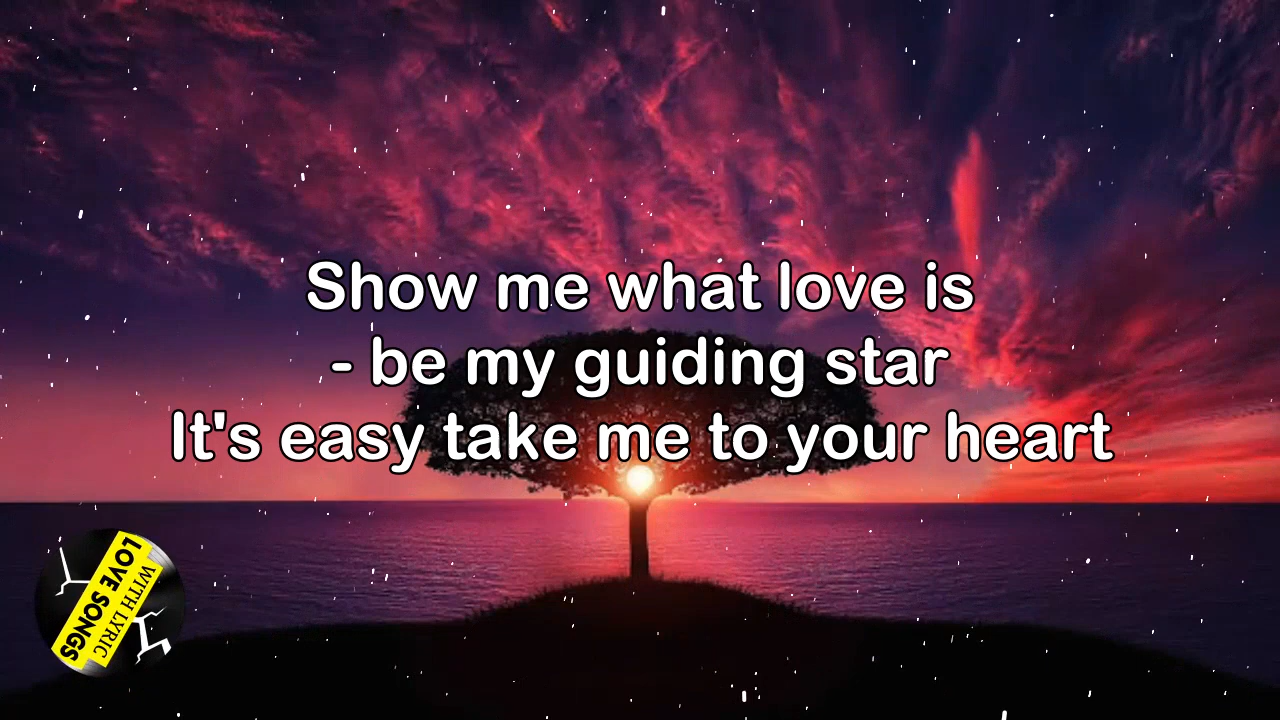 Show me what love is
- be my guiding star
It's easy take me to your heart
LOVE SONGS
WITH LYRIC